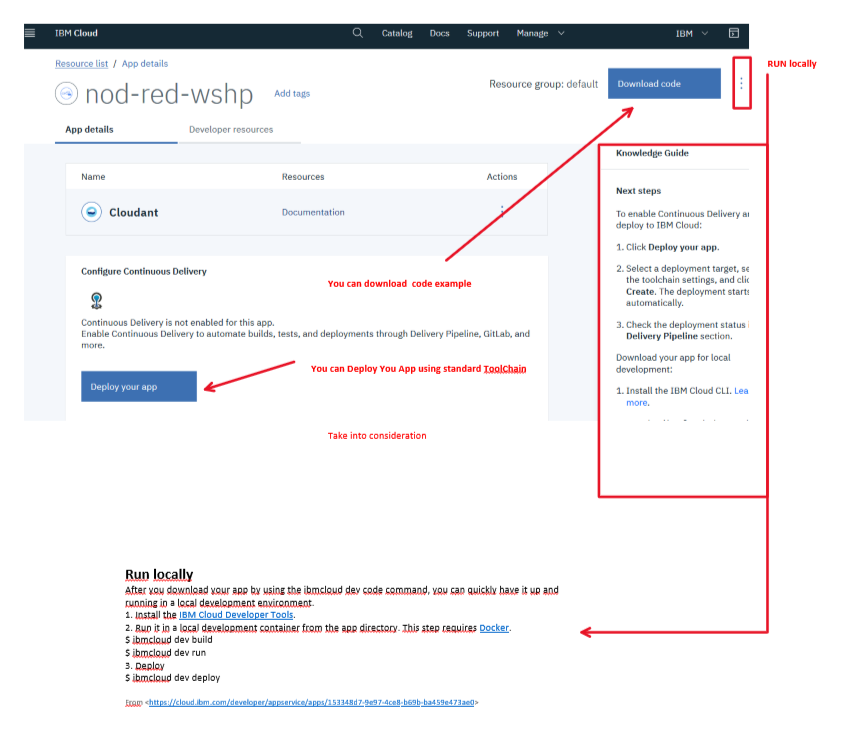 IBM Cloud
Catalog Docs Support Manage IBM
RUN locally
Resource list / App details
nod-red-wshp Add tags
Resource group: default
Download code
App details Developer resources
Name Resources Actions
Cloudant Documentation
Configure Continuous Delivery
Continuous Delivery is not enabled for this app.
Enable Continuous Delivery to automate builds, tests, and deployments through Delivery Pipeline, GitLab, and
more.
Deploy your app
You can download code example
You can Deploy You App using standard ToolChain
Take into consideration
Knowledge Guide
Next steps
To enable Continuous Delivery
deploy to IBM Cloud:
1. Click Deploy your app.
2. Select a deployment target,
the toolchain settings, and
Create. The deployment starts
automatically.
3. Check the deployment status
Delivery Pipeline section.
Download your app for local
development:
1. Install the IBM Cloud CLI.
more.
Run locally
After you download your app by using the ibmcloud dev code command, you can quickly have it up and
running in a local development environment.
1. Install the IBM Cloud Developer Tools.
2. Run it in a local development container from the app directory. This step requires Docker.
$ ibmcloud dev build
$ ibmcloud dev run
3. Deploy
$ ibmcloud dev deploy
From <https://cloud.ibm.com/developer/appservice/apps/153348d7-9e97-4ce8-b69b-ba459e473ae0>